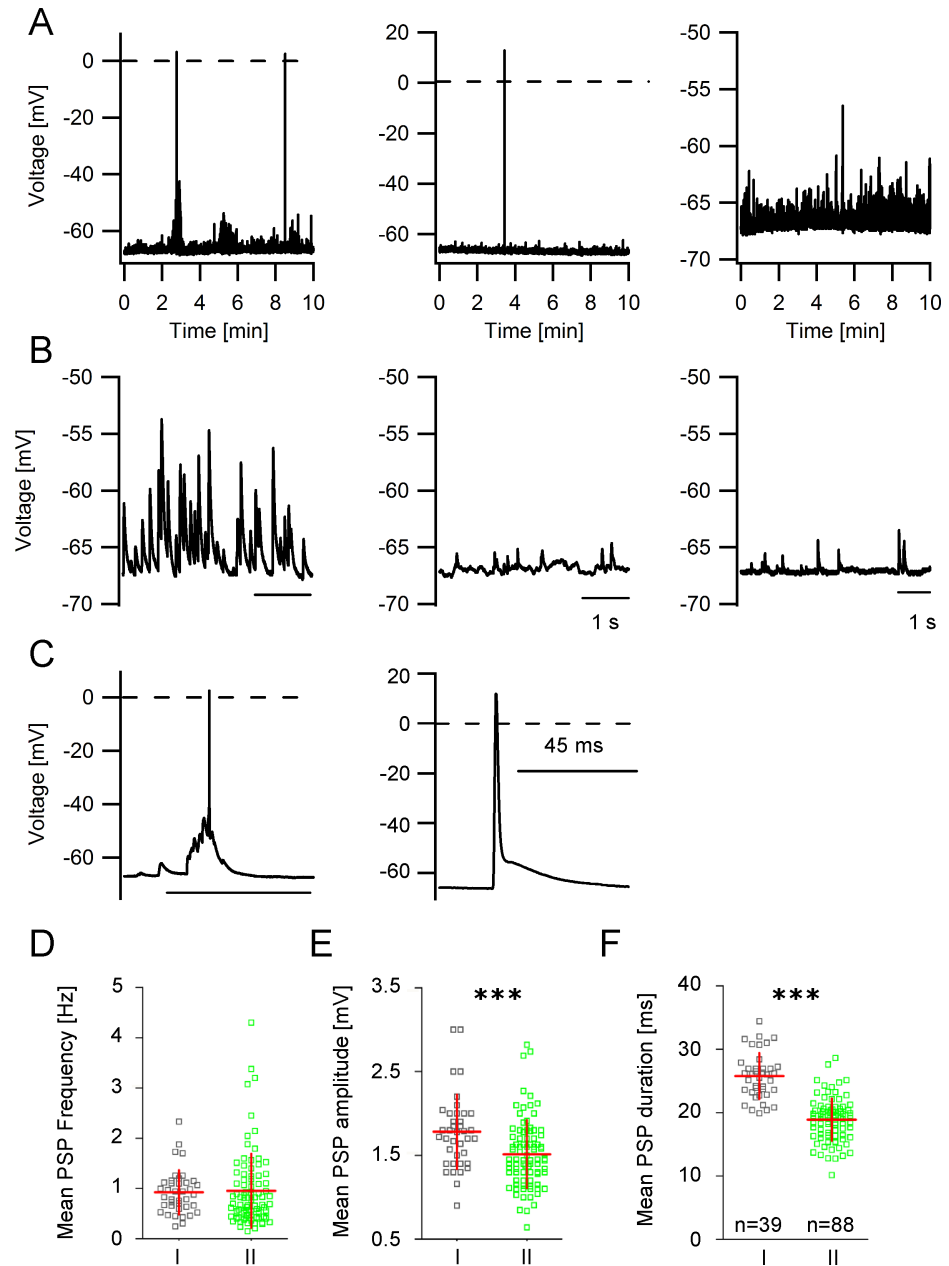 A
Voltage [mV]
0
-20
-40
-60
0 2 4 6 8 10
Time [min]
20
0
-20
-40
-60
0 2 4 6 8 10
Time [min]
-50
-55
-60
-65
-70
0 2 4 6 8 10
Time [min]
B
Voltage [mV]
-50
-55
-60
-65
-70
-50
-55
-60
-65
-70
1 s
-50
-55
-60
-65
-70
1 s
C
Voltage [mV]
0
-20
-40
-60
20
0
-20
-40
-60
45 ms
D
Mean PSP Frequency [Hz]
5
4
3
2
1
0
I II
E
Mean PSP amplitude [mV]
3.5
2.5
1.5
0.5
***
I II
F
Mean PSP duration [ms]
40
30
20
10
0
***
n=39 n=88
I II